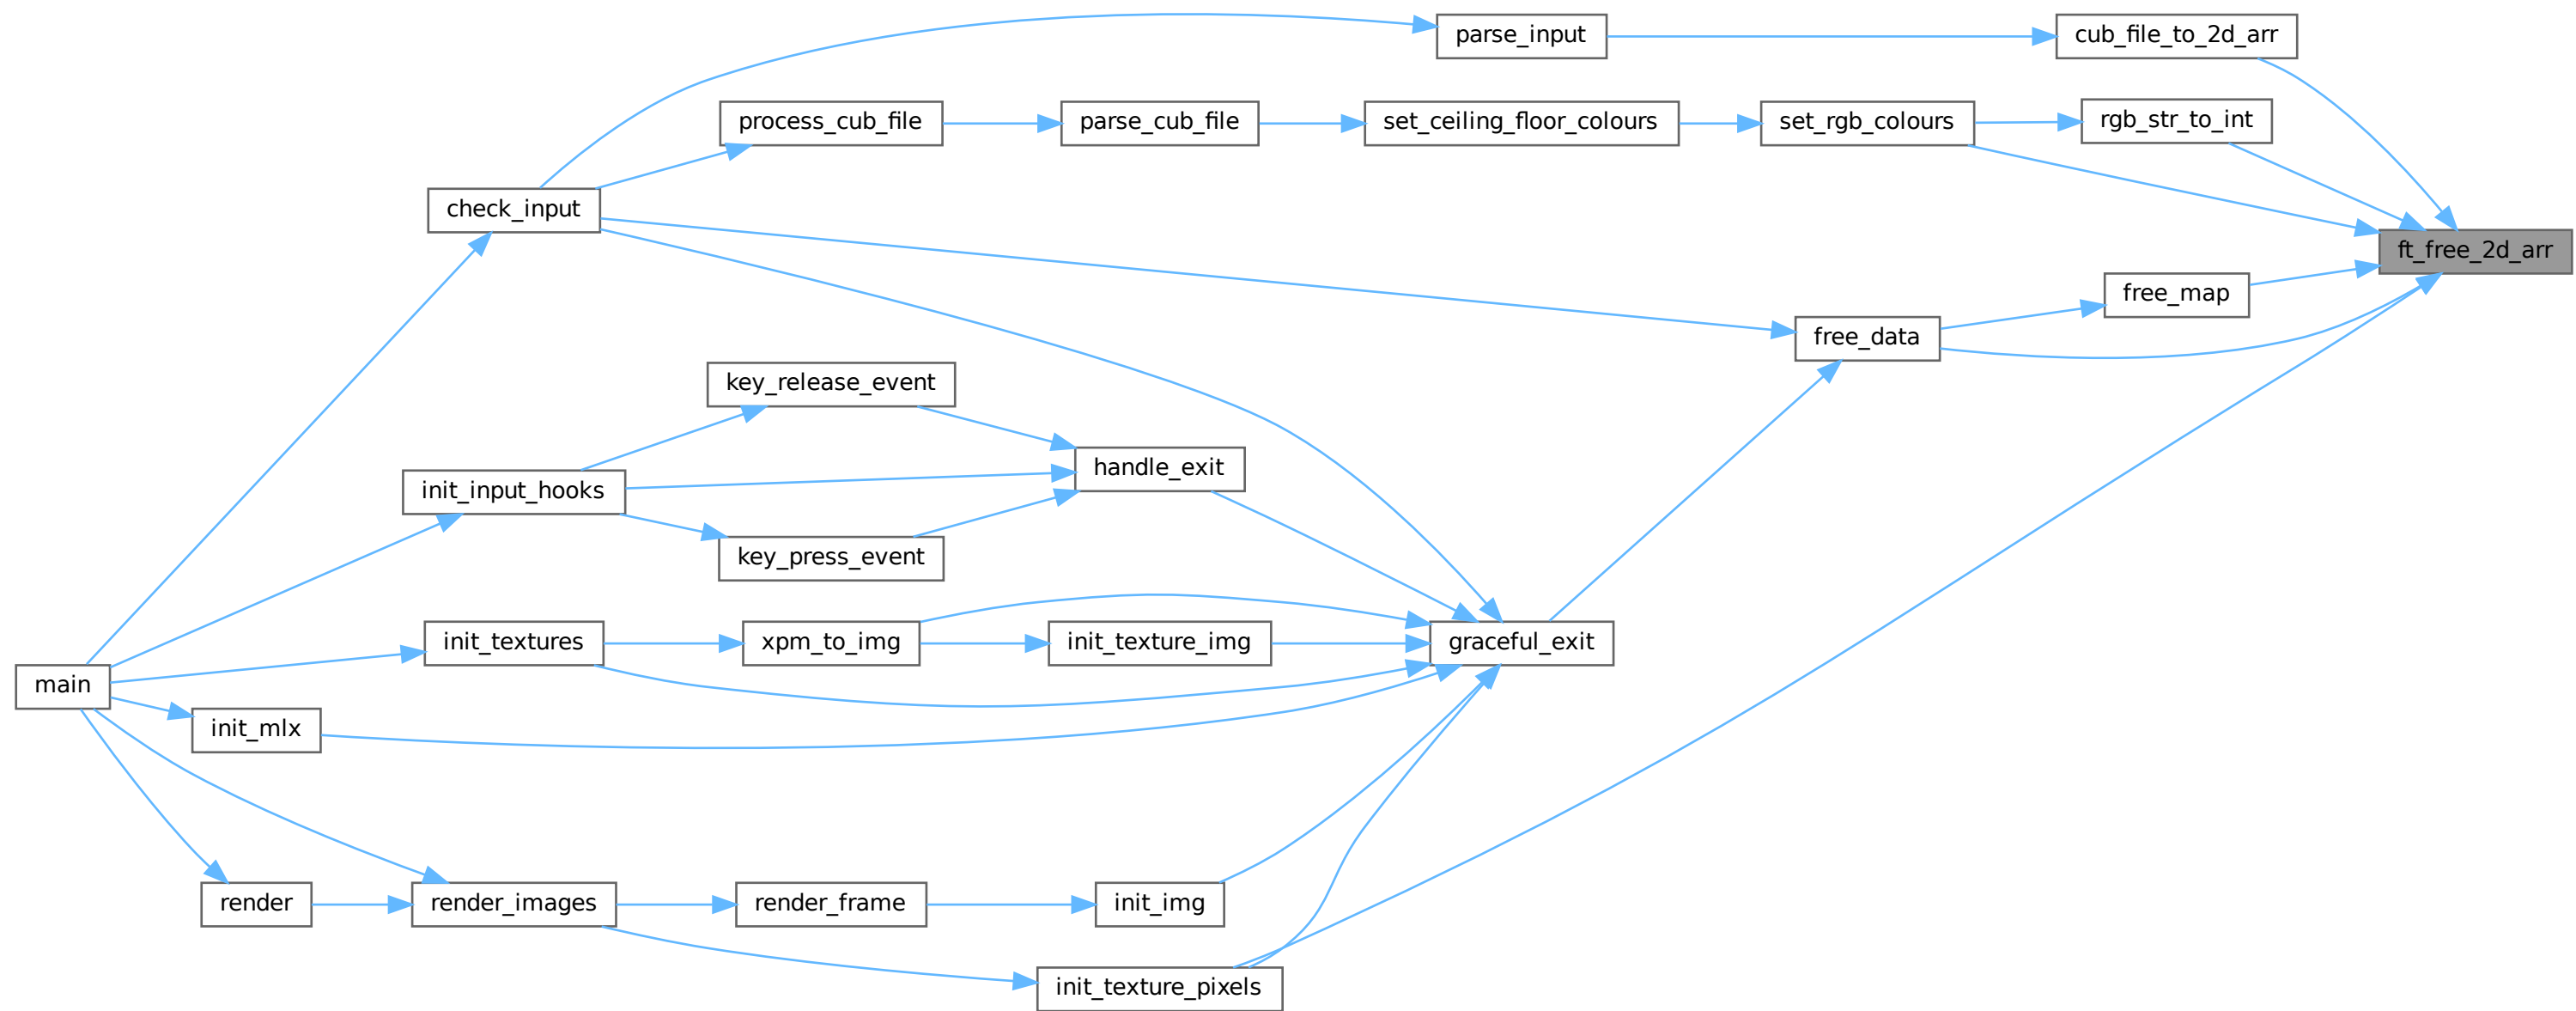 parse_input
cub_file_to_2d_arr
process_cub_file
parse_cub_file
set_ceiling_floor_colours
set_rgb_colours
rgb_str_to_int
check_input
ft_free_2d_arr
free_map
free_data
key_release_event
handle_exit
init_input_hooks
key_press_event
init_textures
xpm_to_img
init_texture_img
graceful_exit
main
init_mlx
render
render_images
render_frame
init_img
init_texture_pixels